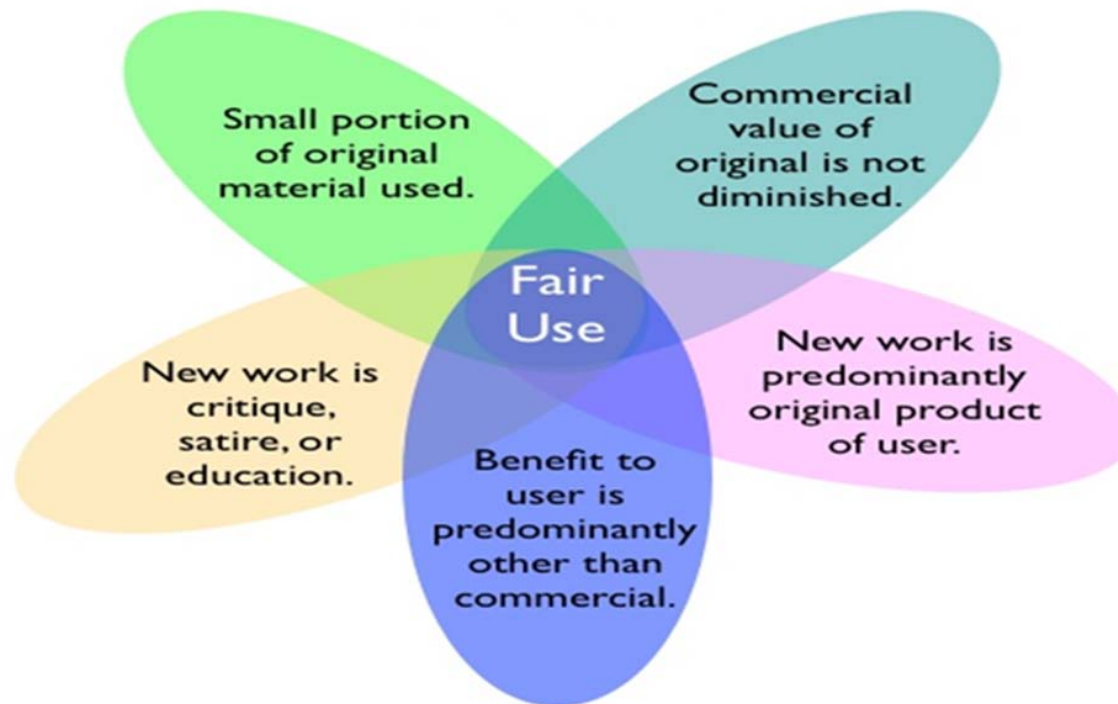 Small portion
of original
material used.
Commercial
value of
original is not
diminished.
Fair
Use
New work is
critique,
satire, or
education.
New work is
predominantly
original product
of user.
Benefit to
user is
predominantly
other than
commercial.